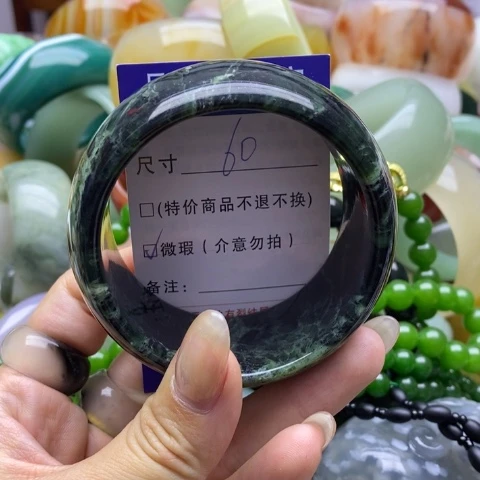 尺寸 60
□(特价商品不退不换)
☑微瑕（介意勿拍）
备注：